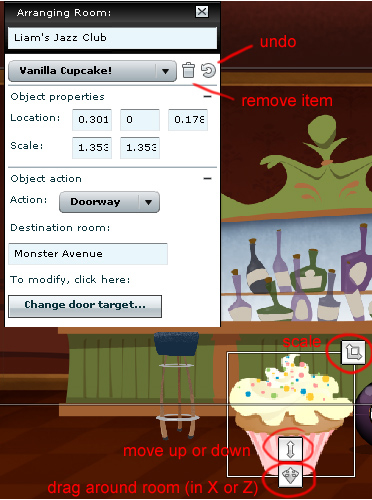 Arranging Room:
Liam's Jazz Club
Vanilla Cupcake!
undo
remove item
Object properties
Location: 0.301 0 0.178
Scale: 1.353 1.353
Object action
Action: Doorway
Destination room:
Monster Avenue
To modify, click here:
Change door target...
scale
move up or down
drag around room (in X or Z)